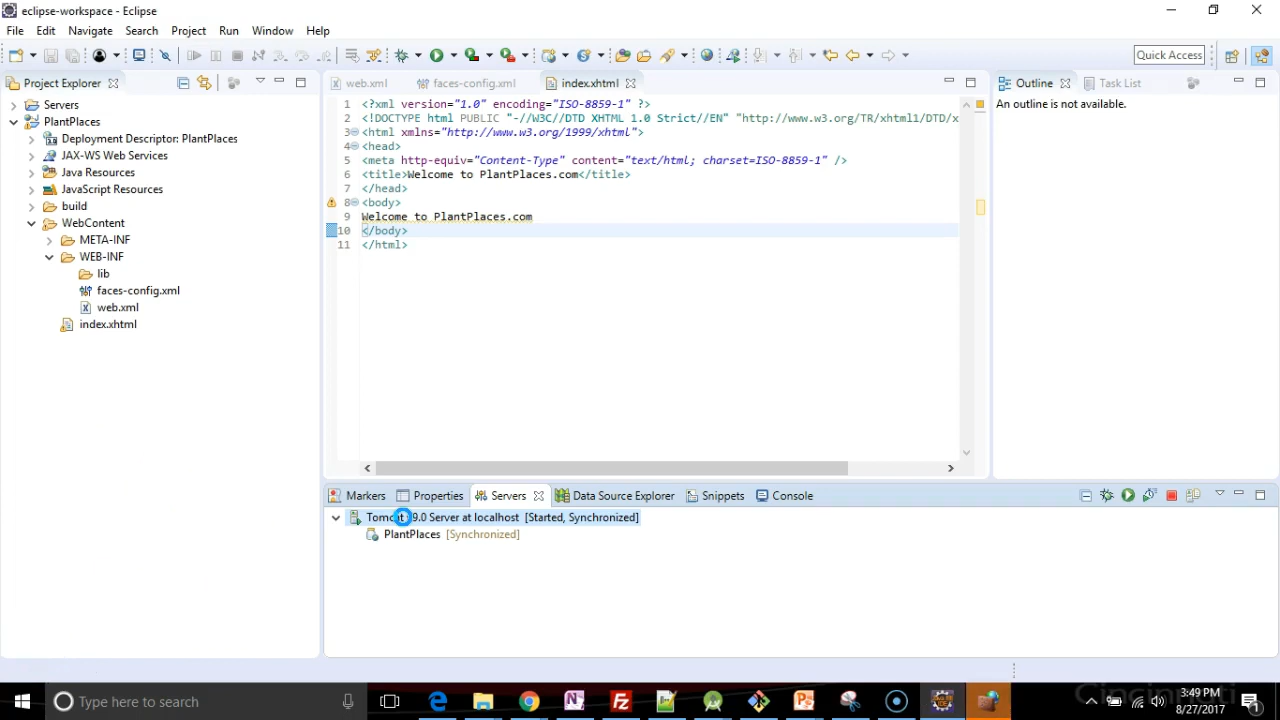 eclipse-workspace - Eclipse
File Edit Navigate Search Project Run Window Help
Quick Access
Project Explorer
Servers
PlantPlaces
Deployment Descriptor: PlantPlaces
JAX-WS Web Services
Java Resources
JavaScript Resources
build
WebContent
META-INF
WEB-INF
lib
faces-config.xml
web.xml
index.xhtml
web.xml faces-config.xml index.xhtml
1 <?xml version="1.0" encoding="ISO-8859-1" ?>
2 <!DOCTYPE html PUBLIC "-//W3C//DTD XHTML 1.0 Strict//EN" "http://www.w3.org/TR/xhtml1/DTD/x
3 <html xmlns="http://www.w3.org/1999/xhtml">
4 <head>
5 <meta http-equiv="Content-Type" content="text/html; charset=ISO-8859-1" />
6 <title>Welcome to PlantPlaces.com</title>
7 </head>
8 <body>
9 Welcome to PlantPlaces.com
10 </body>
11 </html>
Outline Task List
An outline is not available.
Markers Properties Servers Data Source Explorer Snippets Console
9.0 Server at localhost [Started, Synchronized]
PlantPlaces [Synchronized]
Type here to search
Cincinnati
3:49 PM
8/27/2017